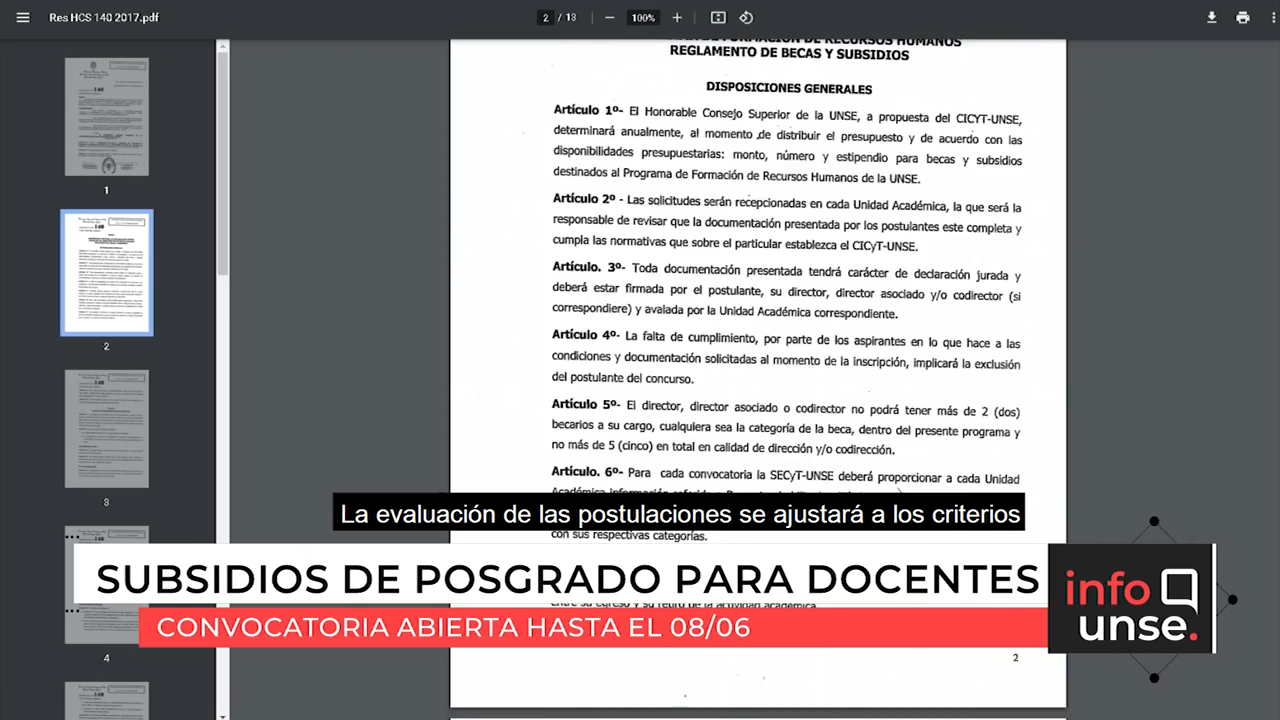 Res HCS 140 2017.pdf
2 / 13
100%
REGLAMENTO DE BECAS Y SUBSIDIOS
DISPOSICIONES GENERALES
Artículo 1º- El Honorable Consejo Superior de la UNSE, a propuesta del CICYT-UNSE,
determinará anualmente, al momento de distribuir el presupuesto y de acuerdo con las
disponibilidades presupuestarias: monto, número y estipendio para becas y subsidios
destinados al Programa de Formación de Recursos Humanos de la UNSE.
Artículo 2º - Las solicitudes serán recepcionadas en cada Unidad Académica, la que será la
responsable de revisar que la documentación presentada por los postulantes este completa y
cumpla las normativas que sobre el particular establezca el CICyT-UNSE.
Artículo. 3º- Toda documentación presentada tendrá carácter de declaración jurada y
deberá estar firmada por el postulante, su director, director asociado y/o codirector (si
correspondiere) y avalada por la Unidad Académica correspondiente.
Artículo 4º- La falta de cumplimiento, por parte de los aspirantes en lo que hace a las
condiciones y documentación solicitadas al momento de la inscripción, implicará la exclusión
del postulante del concurso.
Artículo 5º- El director, director asociado o codirector no podrá tener más de 2 (dos)
becarios a su cargo, cualquiera sea la categoría de la beca, dentro del presente programa y
no más de 5 (cinco) en total en calidad de dirección y/o codirección.
Artículo. 6º- Para cada convocatoria la SECyT-UNSE deberá proporcionar a cada Unidad
La evaluación de las postulaciones se ajustará a los criterios
con sus respectivas categorías.
SUBSIDIOS DE POSGRADO PARA DOCENTES
CONVOCATORIA ABIERTA HASTA EL 08/06
info
unse.
2
1
2
3
4